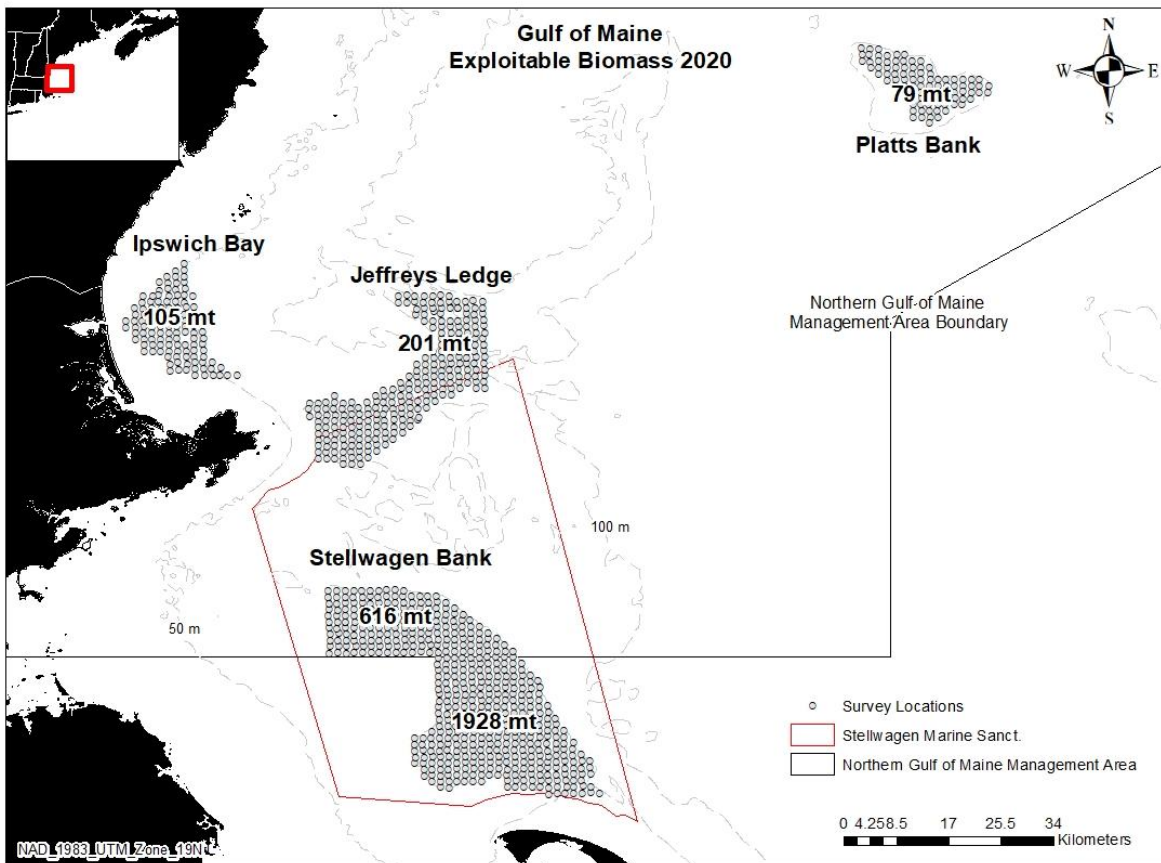 Gulf of Maine
Exploitable Biomass 2020
N
W
E
S
79 mt
Platts Bank
Ipswich Bay
105 mt
Jeffreys Ledge
201 mt
Northern Gulf of Maine
Management Area Boundary
100 m
Stellwagen Bank
616 mt
50 m
1928 mt
Survey Locations
Stellwagen Marine Sanct.
Northern Gulf of Maine Management Area
0 4.258.5 17 25.5 34
Kilometers
NAD_1983_UTM_Zone_19N